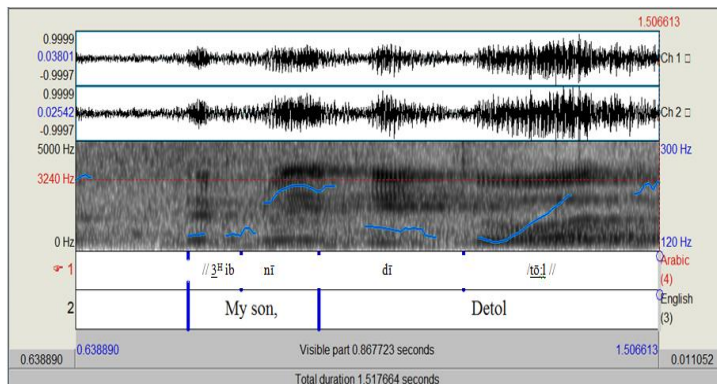 1.506613
0.9999
0.03801
-0.9997
Ch 1
0.9999
0.02542
-0.9997
Ch 2
5000 Hz
3240 Hz
0 Hz
300 Hz
120 Hz
1
// 3ᴴ ib nī dī /tō:l //
Arabic
(4)
2
My son, Detol
English
(3)
0.638890
0.638890 Visible part 0.867723 seconds 1.506613
0.011052
Total duration 1.517664 seconds